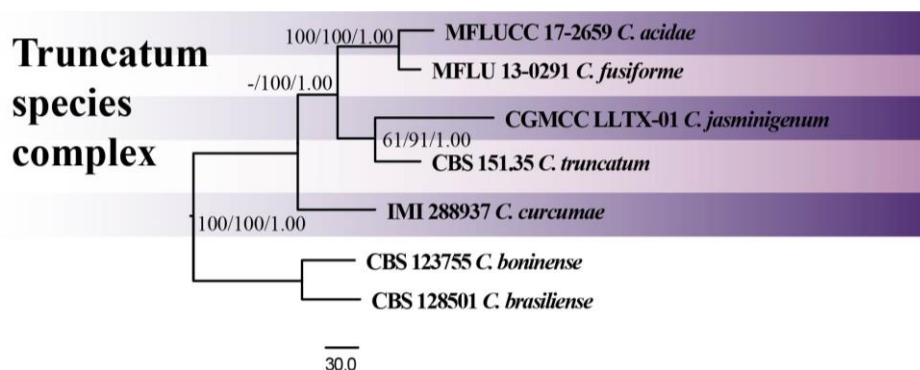 Truncatum
species
complex
100/100/1.00
MFLUCC 17-2659 C. acidae
MFLU 13-0291 C. fusiforme
-/100/1.00
CGMCC LLTX-01 C. jasminigenum
61/91/1.00
CBS 151.35 C. truncatum
IMI 288937 C. curcumae
100/100/1.00
CBS 123755 C. boninense
CBS 128501 C. brasiliense
30.0